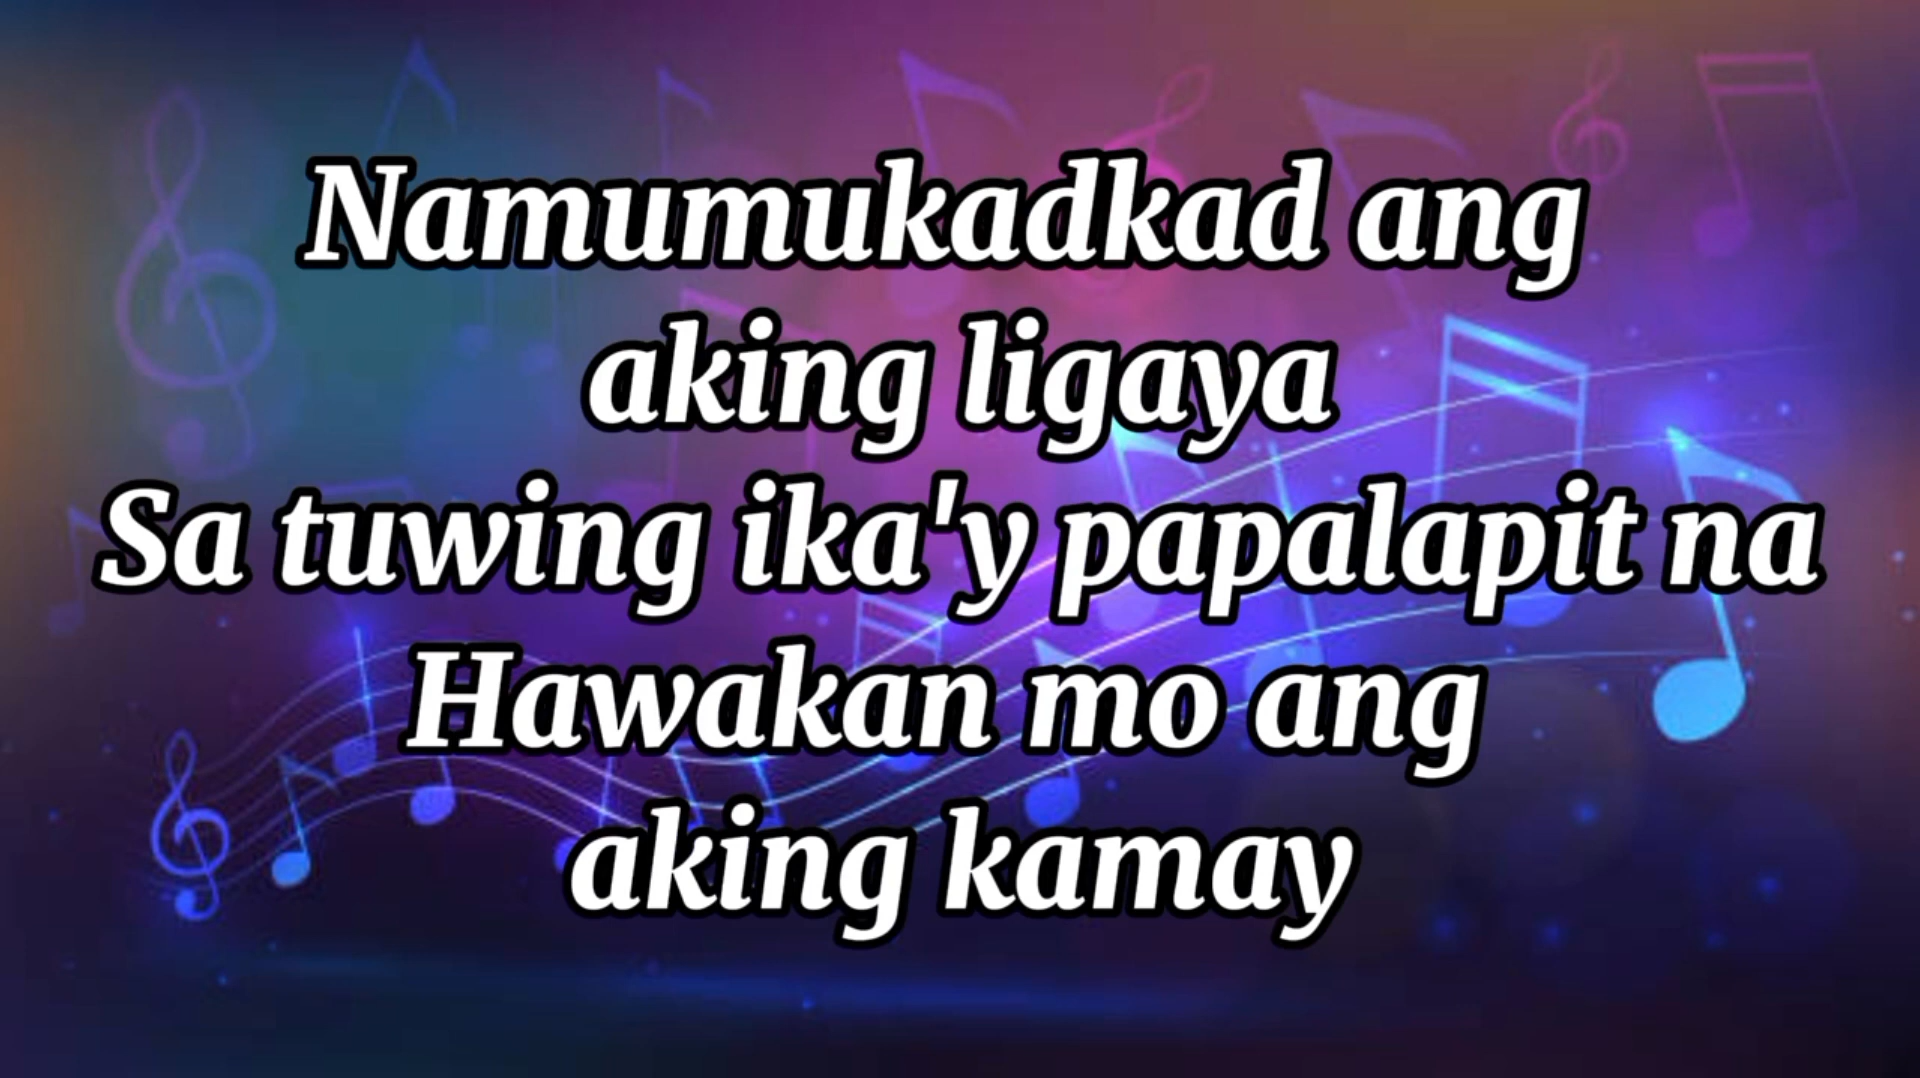 Namumukadkad ang
aking ligaya
Sa tuwing ika'y papalapit na
Hawakan mo ang
aking kamay